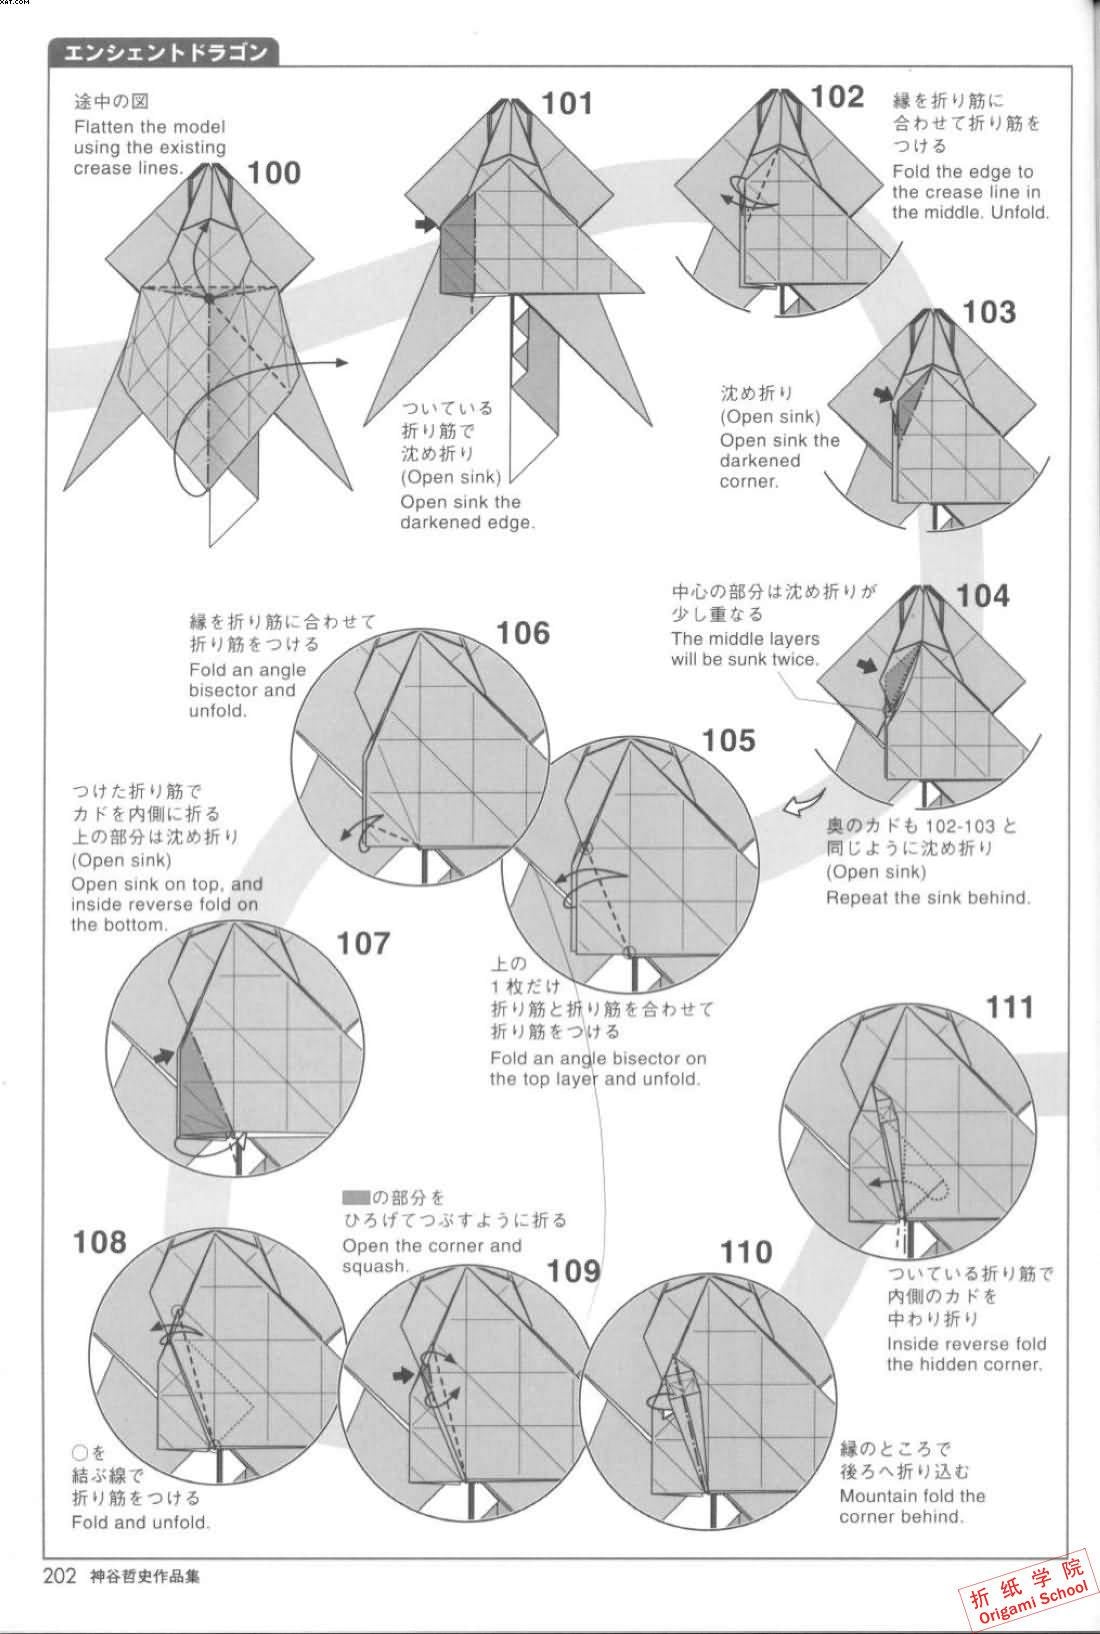 XAT.COM
エンシェントドラゴン
途中の図
Flatten the model
using the existing
crease lines.
100
101
ついている
折り筋で
沈め折り
(Open sink)
Open sink the
darkened edge.
102
縁を折り筋に
合わせて折り筋を
つける
Fold the edge to
the crease line in
the middle. Unfold.
103
沈め折り
(Open sink)
Open sink the
darkened
corner.
104
中心の部分は沈め折りが
少し重なる
The middle layers
will be sunk twice.
奥のカドも 102-103 と
同じように沈め折り
(Open sink)
Repeat the sink behind.
105
上の
1枚だけ
折り筋と折り筋を合わせて
折り筋をつける
Fold an angle bisector on
the top layer and unfold.
106
縁を折り筋に合わせて
折り筋をつける
Fold an angle
bisector and
unfold.
107
つけた折り筋で
カドを内側に折る
上の部分は沈め折り
(Open sink)
Open sink on top, and
inside reverse fold on
the bottom.
108
○を
結ぶ線で
折り筋をつける
Fold and unfold.
109
の部分を
ひろげてつぶすように折る
Open the corner and
squash.
110
縁のところで
後ろへ折り込む
Mountain fold the
corner behind.
111
ついている折り筋で
内側のカドを
中わり折り
Inside reverse fold
the hidden corner.
202 神谷哲史作品集
折纸学院
Origami School